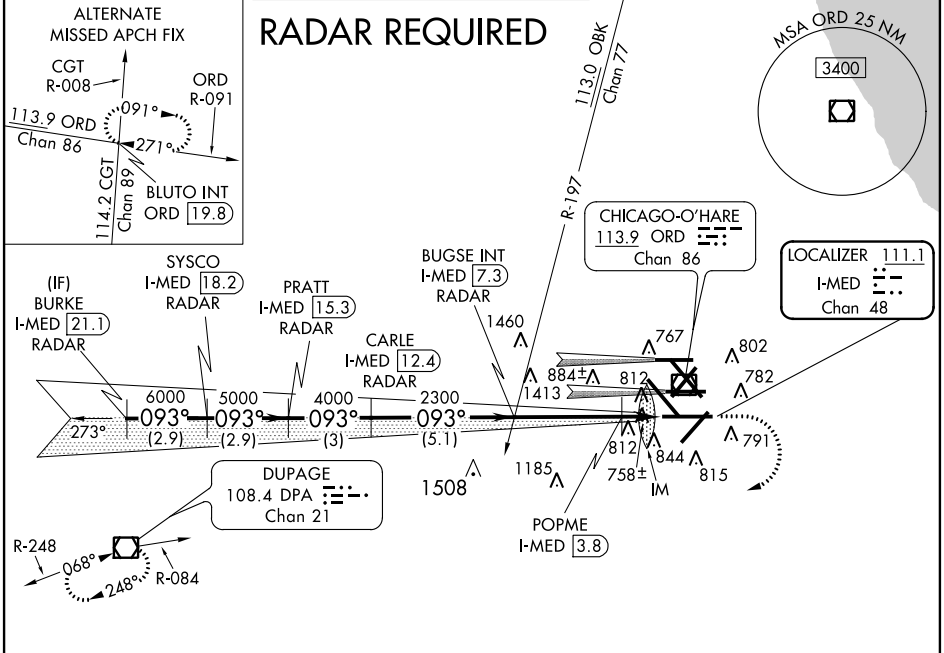 ALTERNATE
MISSED APCH FIX
CGT
R-008
ORD
R-091
091°
113.9 ORD
Chan 86
271°
114.2 CGT
Chan 89
BLUTO INT
ORD 19.8
RADAR REQUIRED
113.0 OBK
Chan 77
R-197
MSA ORD 25 NM
3400
CHICAGO-O'HARE
113.9 ORD
Chan 86
LOCALIZER 111.1
I-MED
Chan 48
(IF)
BURKE
I-MED 21.1
RADAR
SYSCO
I-MED 18.2
RADAR
PRATT
I-MED 15.3
RADAR
CARLE
I-MED 12.4
RADAR
BUGSE INT
I-MED 7.3
RADAR
1460
1413
884±
767
802
812
782
6000
5000
4000
2300
093°
093°
093°
093°
273°
(2.9)
(2.9)
(3)
(5.1)
812
844
791
758±
IM
815
1508
1185
POPME
I-MED 3.8
DUPAGE
108.4 DPA
Chan 21
R-248
068°
248°
R-084